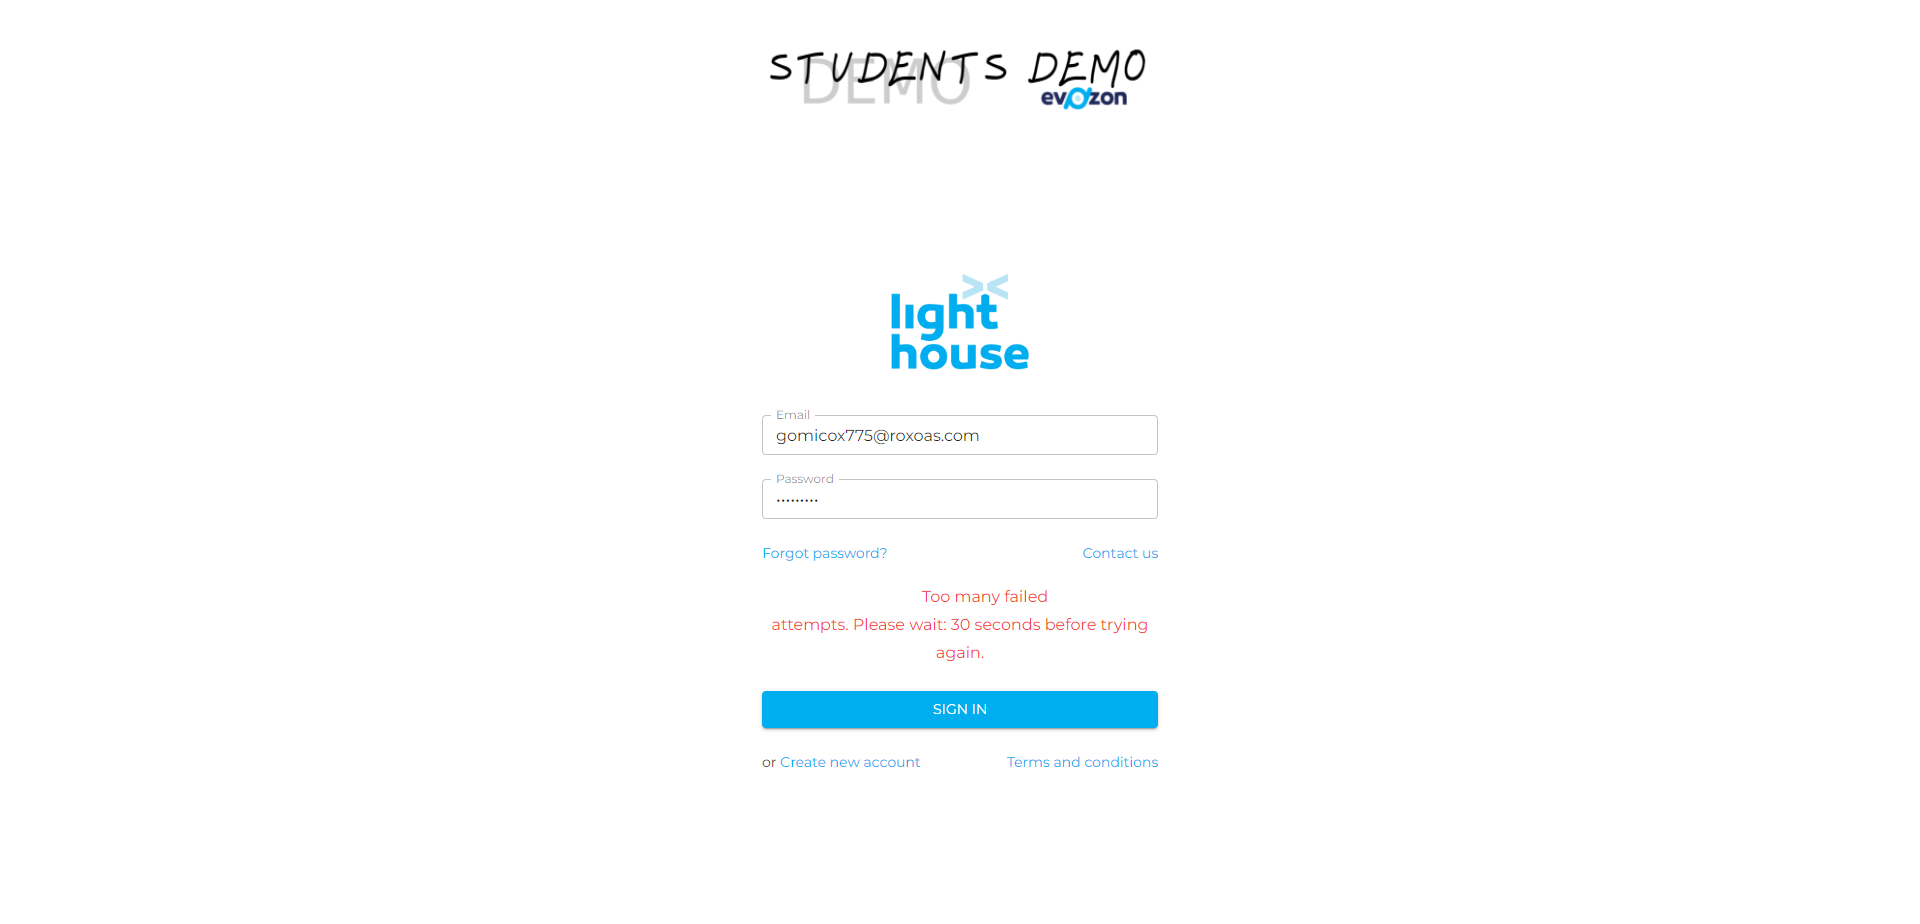 STUDENTS DEMO
DEMO
evozon
light
house
Email
gomicox775@roxoas.com
Password
•••••••••
Forgot password? Contact us
Too many failed
attempts. Please wait: 30 seconds before trying
again.
SIGN IN
or Create new account Terms and conditions